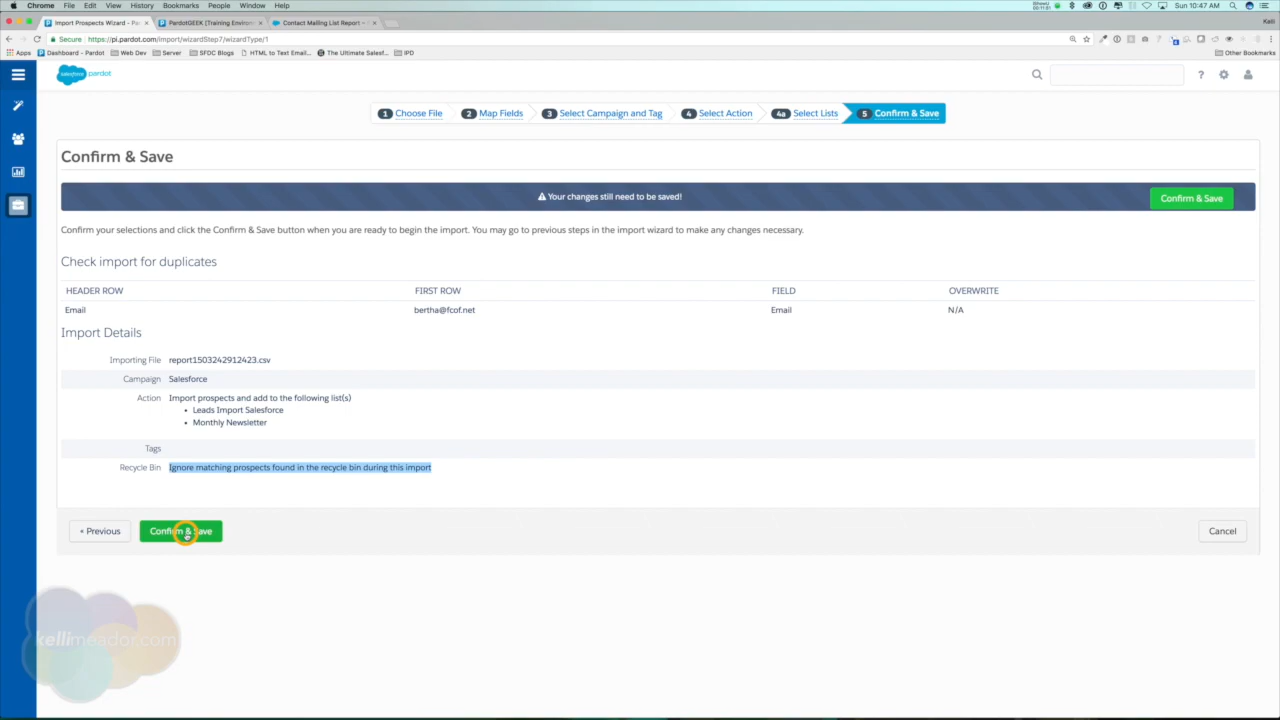 Chrome File Edit View History Bookmarks People Window Help
Sun 10:47 AM
Import Prospects Wizard - Pa
PardotGEEK (Training Environm
Contact Mailing List Report ~
Kelli
Secure https://pi.pardot.com/import/wizardStep7/wizardType/1
Apps Dashboard - Pardot Web Dev Server SFDC Blogs HTML to Text Email... The Ultimate Salesf... IPD Other Bookmarks
salesforce pardot
?
1 Choose File 2 Map Fields 3 Select Campaign and Tag 4 Select Action 4a Select Lists 5 Confirm & Save
Confirm & Save
Your changes still need to be saved!
Confirm & Save
Confirm your selections and click the Confirm & Save button when you are ready to begin the import. You may go to previous steps in the import wizard to make any changes necessary.
Check import for duplicates
HEADER ROW FIRST ROW FIELD OVERWRITE
Email bertha@fcof.net Email N/A
Import Details
Importing File report1503242912423.csv
Campaign Salesforce
Action Import prospects and add to the following list(s)
• Leads Import Salesforce
• Monthly Newsletter
Tags
Recycle Bin Ignore matching prospects found in the recycle bin during this import
« Previous Confirm & Save Cancel
kellimeador.com